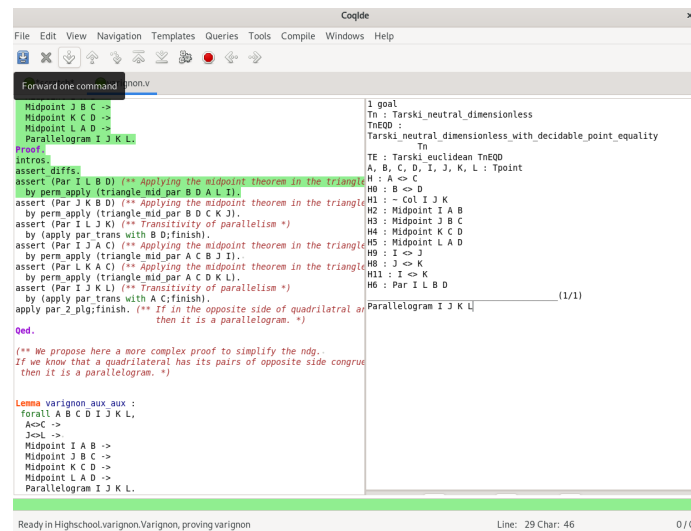 CoqIde
File Edit View Navigation Templates Queries Tools Compile Windows Help
Forward one command
gnon.v
Midpoint J B C ->
Midpoint K C D ->
Midpoint L A D ->
Parallelogram I J K L.
Proof.
intros.
assert_diffs.
assert (Par I L B D) (** Applying the midpoint theorem in the triangle
by perm_apply (triangle_mid_par B D A L I).
assert (Par J K B D) (** Applying the midpoint theorem in the triangle
by perm_apply (triangle_mid_par B D C K J).
assert (Par I L J K) (** Transitivity of parallelism *)
by (apply par_trans with B D;finish).
assert (Par I J A C) (** Applying the midpoint theorem in the triangle
by perm_apply (triangle_mid_par A C B J I).
assert (Par L K A C) (** Applying the midpoint theorem in the triangle
by perm_apply (triangle_mid_par A C D K L).
assert (Par I J K L) (** Transitivity of parallelism *)
by (apply par_trans with A C;finish).
apply par_2_plg;finish. (** If in the opposite side of quadrilatral ar
then it is a parallelogram. *)
Qed.
(** We propose here a more complex proof to simplify the ndg.
If we know that a quadrilateral has its pairs of opposite side congrue
then it is a parallelogram. *)
Lemma varignon_aux_aux :
forall A B C D I J K L,
A<>C ->
J<>L ->
Midpoint I A B ->
Midpoint J B C ->
Midpoint K C D ->
Midpoint L A D ->
Parallelogram I J K L.
1 goal
Tn : Tarski_neutral_dimensionless
TnEQD :
Tarski_neutral_dimensionless_with_decidable_point_equality
Tn
TE : Tarski_euclidean TnEQD
A, B, C, D, I, J, K, L : Tpoint
H : A <> C
H0 : B <> D
H1 : ~ Col I J K
H2 : Midpoint I A B
H3 : Midpoint J B C
H4 : Midpoint K C D
H5 : Midpoint L A D
H9 : I <> J
H8 : J <> K
H11 : I <> K
H6 : Par I L B D
(1/1)
Parallelogram I J K L
Ready in Highschool.varignon.Varignon, proving varignon
Line: 29 Char: 46
0 / 0